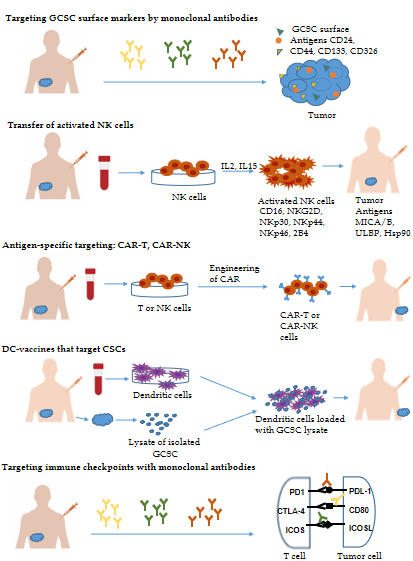 Targeting GCSC surface markers by monoclonal antibodies
GCSC surface
Antigens CD24,
CD44, CD133, CD326
Tumor
Transfer of activated NK cells
IL2, IL15
NK cells
Activated NK cells
CD16, NKG2D,
NKp30, NKp44,
NKp46, 2B4
Tumor
Antigens
MICA/B,
ULBP, Hsp90
Antigen-specific targeting: CAR-T, CAR-NK
Engineering
of CAR
T or NK cells
CAR-T or
CAR-NK
cells
DC-vaccines that target CSCs
Dendritic cells
Lysate of isolated
GCSC
Dendritic cells loaded
with GCSC lysate
Targeting immune checkpoints with monoclonal antibodies
PD1
PDL-1
CTLA-4
CD80
ICOS
ICOSL
T cell
Tumor cell